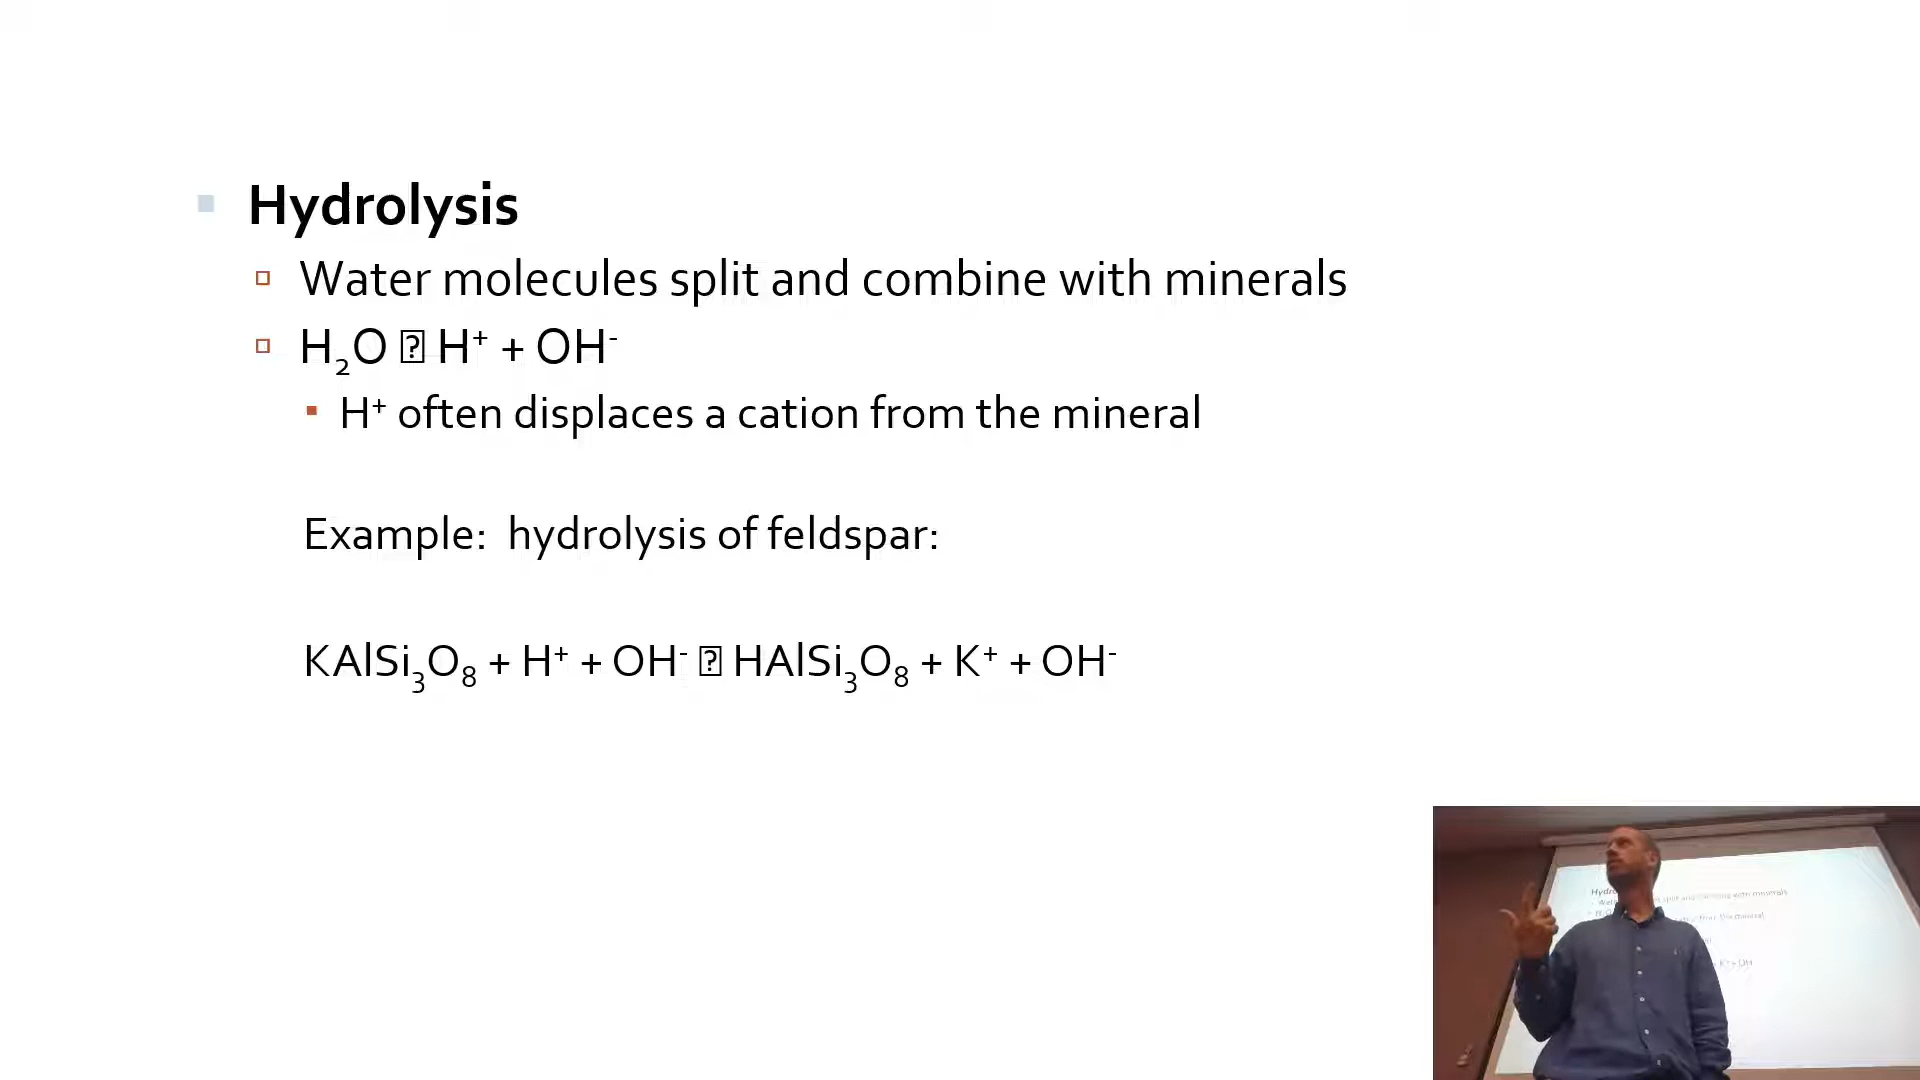 Hydrolysis
Water molecules split and combine with minerals
H₂O ⍰ H⁺ + OH⁻
H⁺ often displaces a cation from the mineral
Example: hydrolysis of feldspar:
KAlSi₃O₈ + H⁺ + OH⁻ ⍰ HAlSi₃O₈ + K⁺ + OH⁻